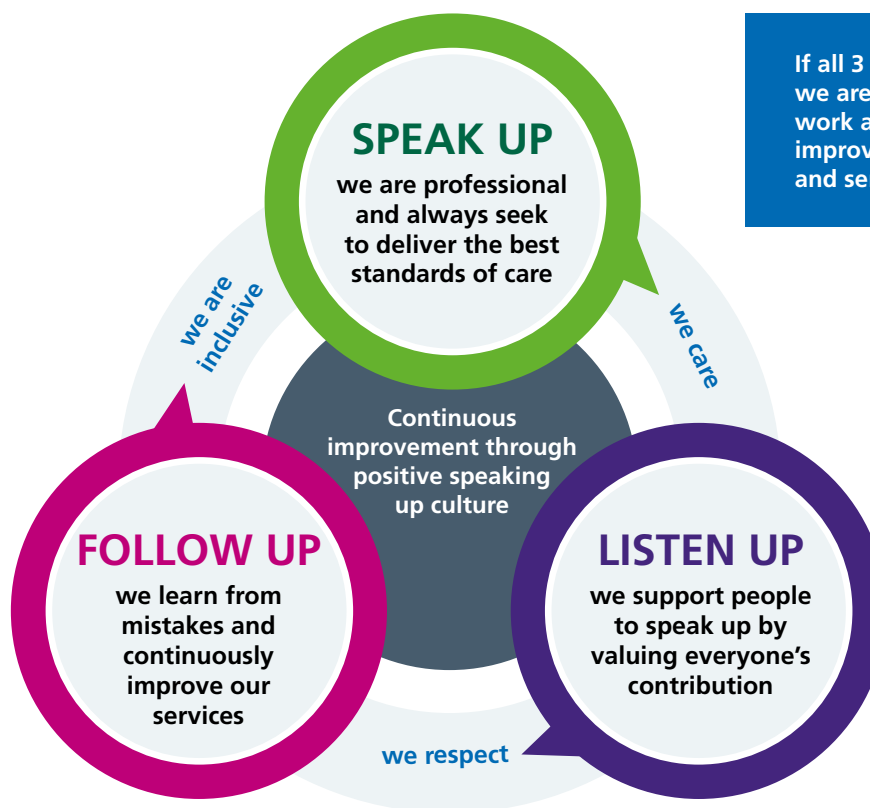 SPEAK UP
we are professional
and always seek
to deliver the best
standards of care
If all 3
we are
work a
improv
and se
we are
inclusive
we care
Continuous
improvement through
positive speaking
up culture
FOLLOW UP
we learn from
mistakes and
continuously
improve our
services
LISTEN UP
we support people
to speak up by
valuing everyone’s
contribution
we respect